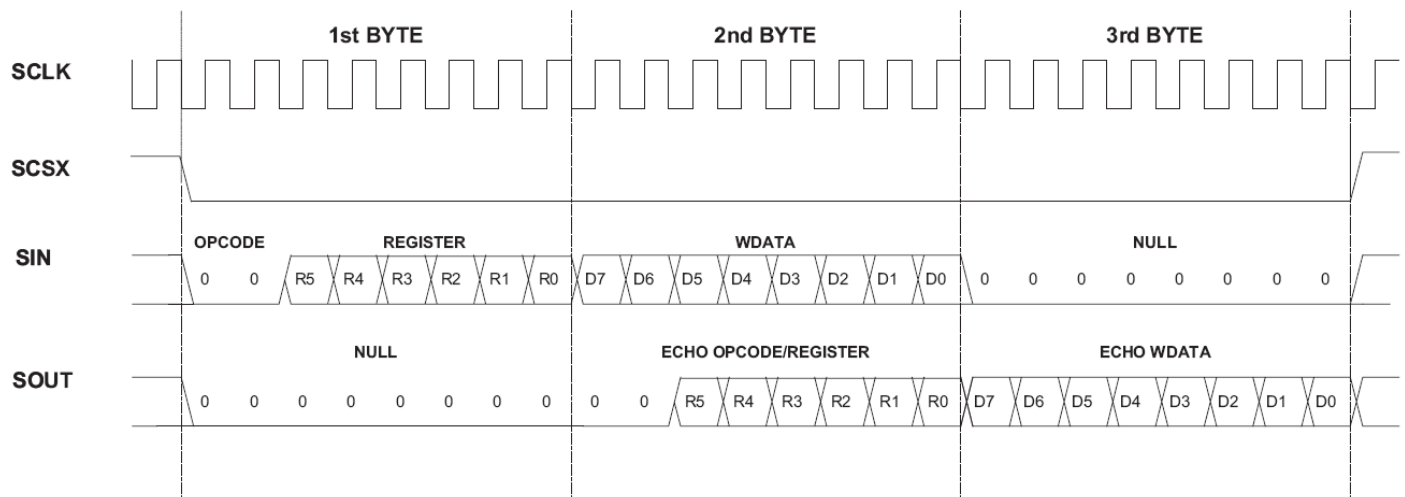 1st BYTE 2nd BYTE 3rd BYTE
SCLK
SCSX
OPCODE REGISTER WDATA NULL
SIN
0 0 R5 R4 R3 R2 R1 R0 D7 D6 D5 D4 D3 D2 D1 D0 0 0 0 0 0 0 0 0
NULL ECHO OPCODE/REGISTER ECHO WDATA
SOUT
0 0 0 0 0 0 0 0 0 0 R5 R4 R3 R2 R1 R0 D7 D6 D5 D4 D3 D2 D1 D0